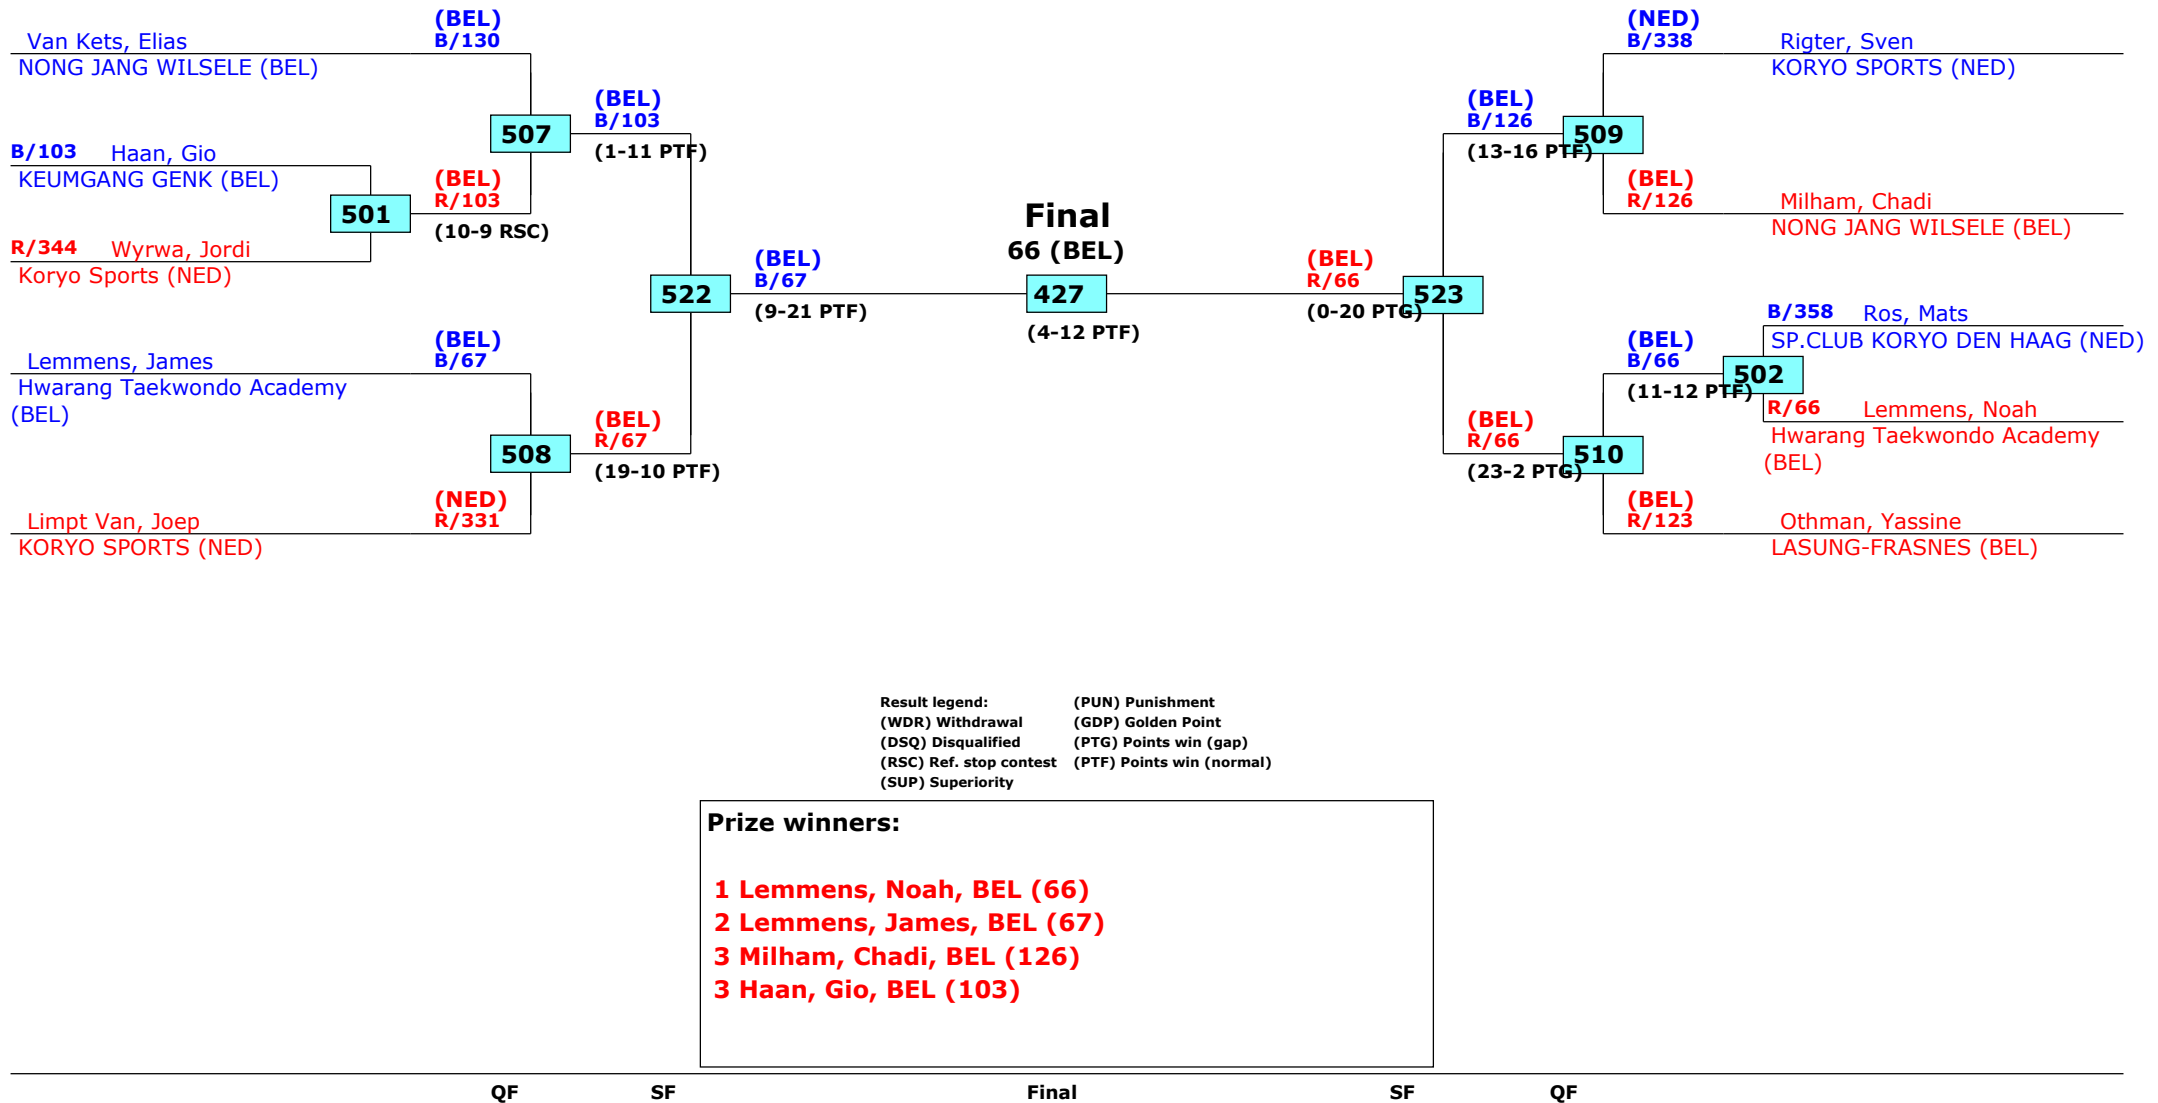 (BEL)
B/130
Van Kets, Elias
NONG JANG WILSELE (BEL)
B/103 Haan, Gio
KEUMGANG GENK (BEL)
R/344 Wyrwa, Jordi
Koryo Sports (NED)
501
(BEL)
R/103
(10-9 RSC)
507
(BEL)
B/103
(1-11 PTF)
(BEL)
B/67
Lemmens, James
Hwarang Taekwondo Academy
(BEL)
508
(BEL)
R/67
(19-10 PTF)
(NED)
R/331
Limpt Van, Joep
KORYO SPORTS (NED)
522
(BEL)
B/67
(9-21 PTF)
Final
66 (BEL)
427
(4-12 PTF)
(BEL)
R/66
(0-20 PTG)
523
(BEL)
B/126
(13-16 PTF)
509
(NED)
B/338
Rigter, Sven
KORYO SPORTS (NED)
(BEL)
R/126
Milham, Chadi
NONG JANG WILSELE (BEL)
B/358 Ros, Mats
SP.CLUB KORYO DEN HAAG (NED)
(BEL)
B/66
(11-12 PTF)
502
R/66 Lemmens, Noah
Hwarang Taekwondo Academy
(BEL)
(BEL)
R/66
(23-2 PTG)
510
(BEL)
R/123
Othman, Yassine
LASUNG-FRASNES (BEL)
Result legend: (PUN) Punishment
(WDR) Withdrawal (GDP) Golden Point
(DSQ) Disqualified (PTG) Points win (gap)
(RSC) Ref. stop contest (PTF) Points win (normal)
(SUP) Superiority
Prize winners:
1 Lemmens, Noah, BEL (66)
2 Lemmens, James, BEL (67)
3 Milham, Chadi, BEL (126)
3 Haan, Gio, BEL (103)
QF SF Final SF QF